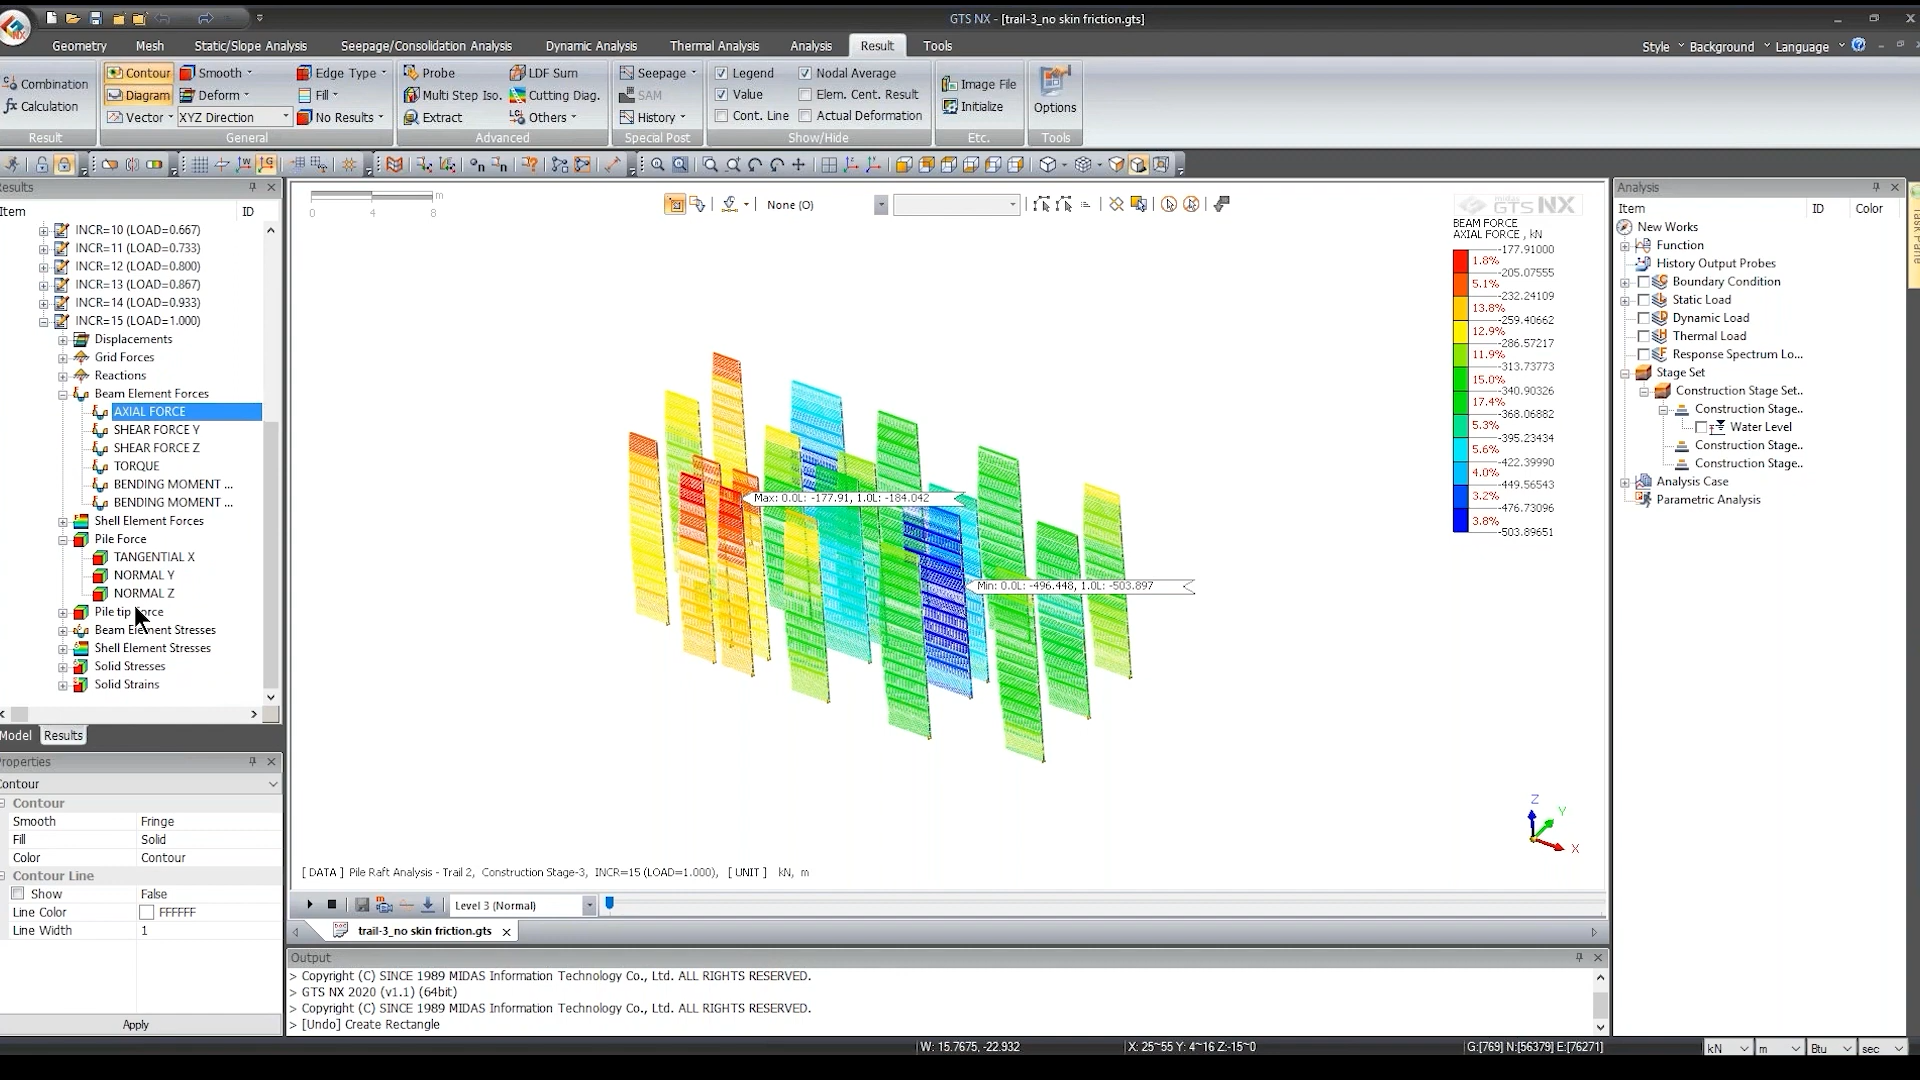 GTS NX - [trail-3_no skin friction.gts]
Geometry Mesh Static/Slope Analysis Seepage/Consolidation Analysis Dynamic Analysis Thermal Analysis Analysis Result Tools
Style Background Language
Combination
Calculation
Result
Contour Smooth Edge Type
Diagram Deform Fill
Vector XYZ Direction No Results
General
Probe LDF Sum
Multi Step Iso. Cutting Diag.
Extract Others
Advanced
Seepage
SAM
History
Special Post
Legend Nodal Average
Value Elem. Cent. Result
Cont. Line Actual Deformation
Show/Hide
Image File
Initialize
Etc.
Options
Tools
Results
Item ID
INCR=10 (LOAD=0.667)
INCR=11 (LOAD=0.733)
INCR=12 (LOAD=0.800)
INCR=13 (LOAD=0.867)
INCR=14 (LOAD=0.933)
INCR=15 (LOAD=1.000)
Displacements
Grid Forces
Reactions
Beam Element Forces
AXIAL FORCE
SHEAR FORCE Y
SHEAR FORCE Z
TORQUE
BENDING MOMENT ...
BENDING MOMENT ...
Shell Element Forces
Pile Force
TANGENTIAL X
NORMAL Y
NORMAL Z
Pile tip Force
Beam Element Stresses
Shell Element Stresses
Solid Stresses
Solid Strains
Model Results
Properties
Contour
Contour
Smooth Fringe
Fill Solid
Color Contour
Contour Line
Show False
Line Color FFFFFF
Line Width 1
Apply
m
0 4 8
None (O)
midas
GTS NX
BEAM FORCE
AXIAL FORCE , kN
-177.91000
1.8%
-205.07555
5.1%
-232.24109
13.8%
-259.40662
12.9%
-286.57217
11.9%
-313.73773
15.0%
-340.90326
17.4%
-368.06882
5.3%
-395.23434
5.6%
-422.39990
4.0%
-449.56543
3.2%
-476.73096
3.8%
-503.89651
Max: 0.0L: -177.91, 1.0L: -184.042
Min: 0.0L: -496.448, 1.0L: -503.897
Z
Y
X
[ DATA ] Pile Raft Analysis - Trail 2, Construction Stage-3, INCR=15 (LOAD=1.000), [ UNIT ] kN, m
Level 3 (Normal)
trail-3_no skin friction.gts
Output
> Copyright (C) SINCE 1989 MIDAS Information Technology Co., Ltd. ALL RIGHTS RESERVED.
> GTS NX 2020 (v1.1) (64bit)
> Copyright (C) SINCE 1989 MIDAS Information Technology Co., Ltd. ALL RIGHTS RESERVED.
> [Undo] Create Rectangle
Analysis
Item ID Color
New Works
Function
History Output Probes
Boundary Condition
Static Load
Dynamic Load
Thermal Load
Response Spectrum Lo...
Stage Set
Construction Stage Set..
Construction Stage..
Water Level
Construction Stage..
Construction Stage..
Analysis Case
Parametric Analysis
Task Pane
W: 15.7675, -22.932 X: 25~55 Y: 4~16 Z:-15~0 G:[769] N:[56379] E:[76271] kN m Btu sec